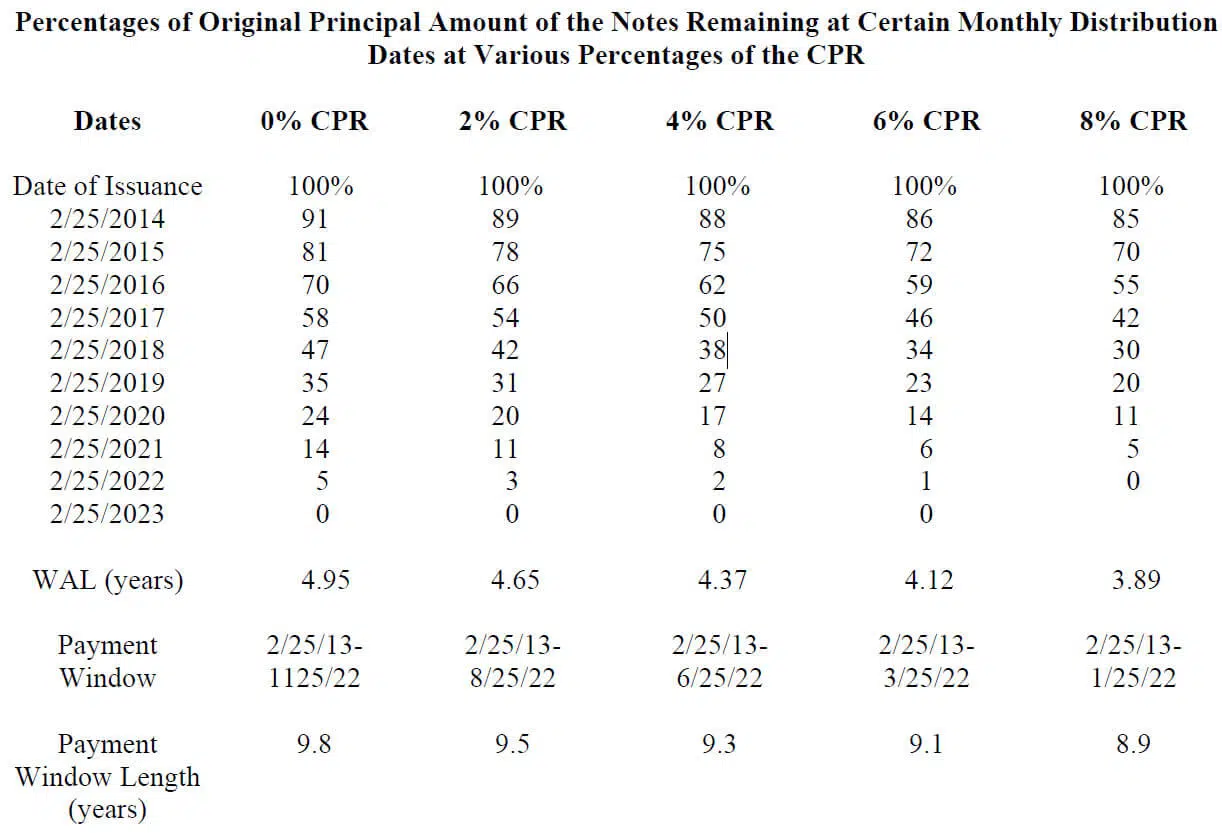 Percentages of Original Principal Amount of the Notes Remaining at Certain Monthly Distribution
Dates at Various Percentages of the CPR
Dates 0% CPR 2% CPR 4% CPR 6% CPR 8% CPR
Date of Issuance 100% 100% 100% 100% 100%
2/25/2014 91 89 88 86 85
2/25/2015 81 78 75 72 70
2/25/2016 70 66 62 59 55
2/25/2017 58 54 50 46 42
2/25/2018 47 42 38 34 30
2/25/2019 35 31 27 23 20
2/25/2020 24 20 17 14 11
2/25/2021 14 11 8 6 5
2/25/2022 5 3 2 1 0
2/25/2023 0 0 0 0
WAL (years) 4.95 4.65 4.37 4.12 3.89
Payment 2/25/13- 2/25/13- 2/25/13- 2/25/13- 2/25/13-
Window 1125/22 8/25/22 6/25/22 3/25/22 1/25/22
Payment 9.8 9.5 9.3 9.1 8.9
Window Length
(years)